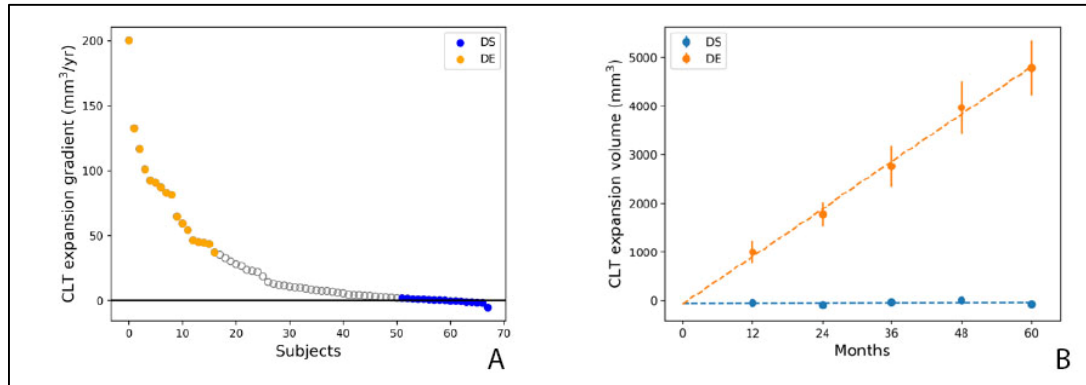 DS
DE
CLT expansion gradient (mm³/yr)
200
150
100
50
0
0 10 20 30 40 50 60 70
Subjects
A
DS
DE
CLT expansion volume (mm³)
5000
4000
3000
2000
1000
0
0 12 24 36 48 60
Months
B